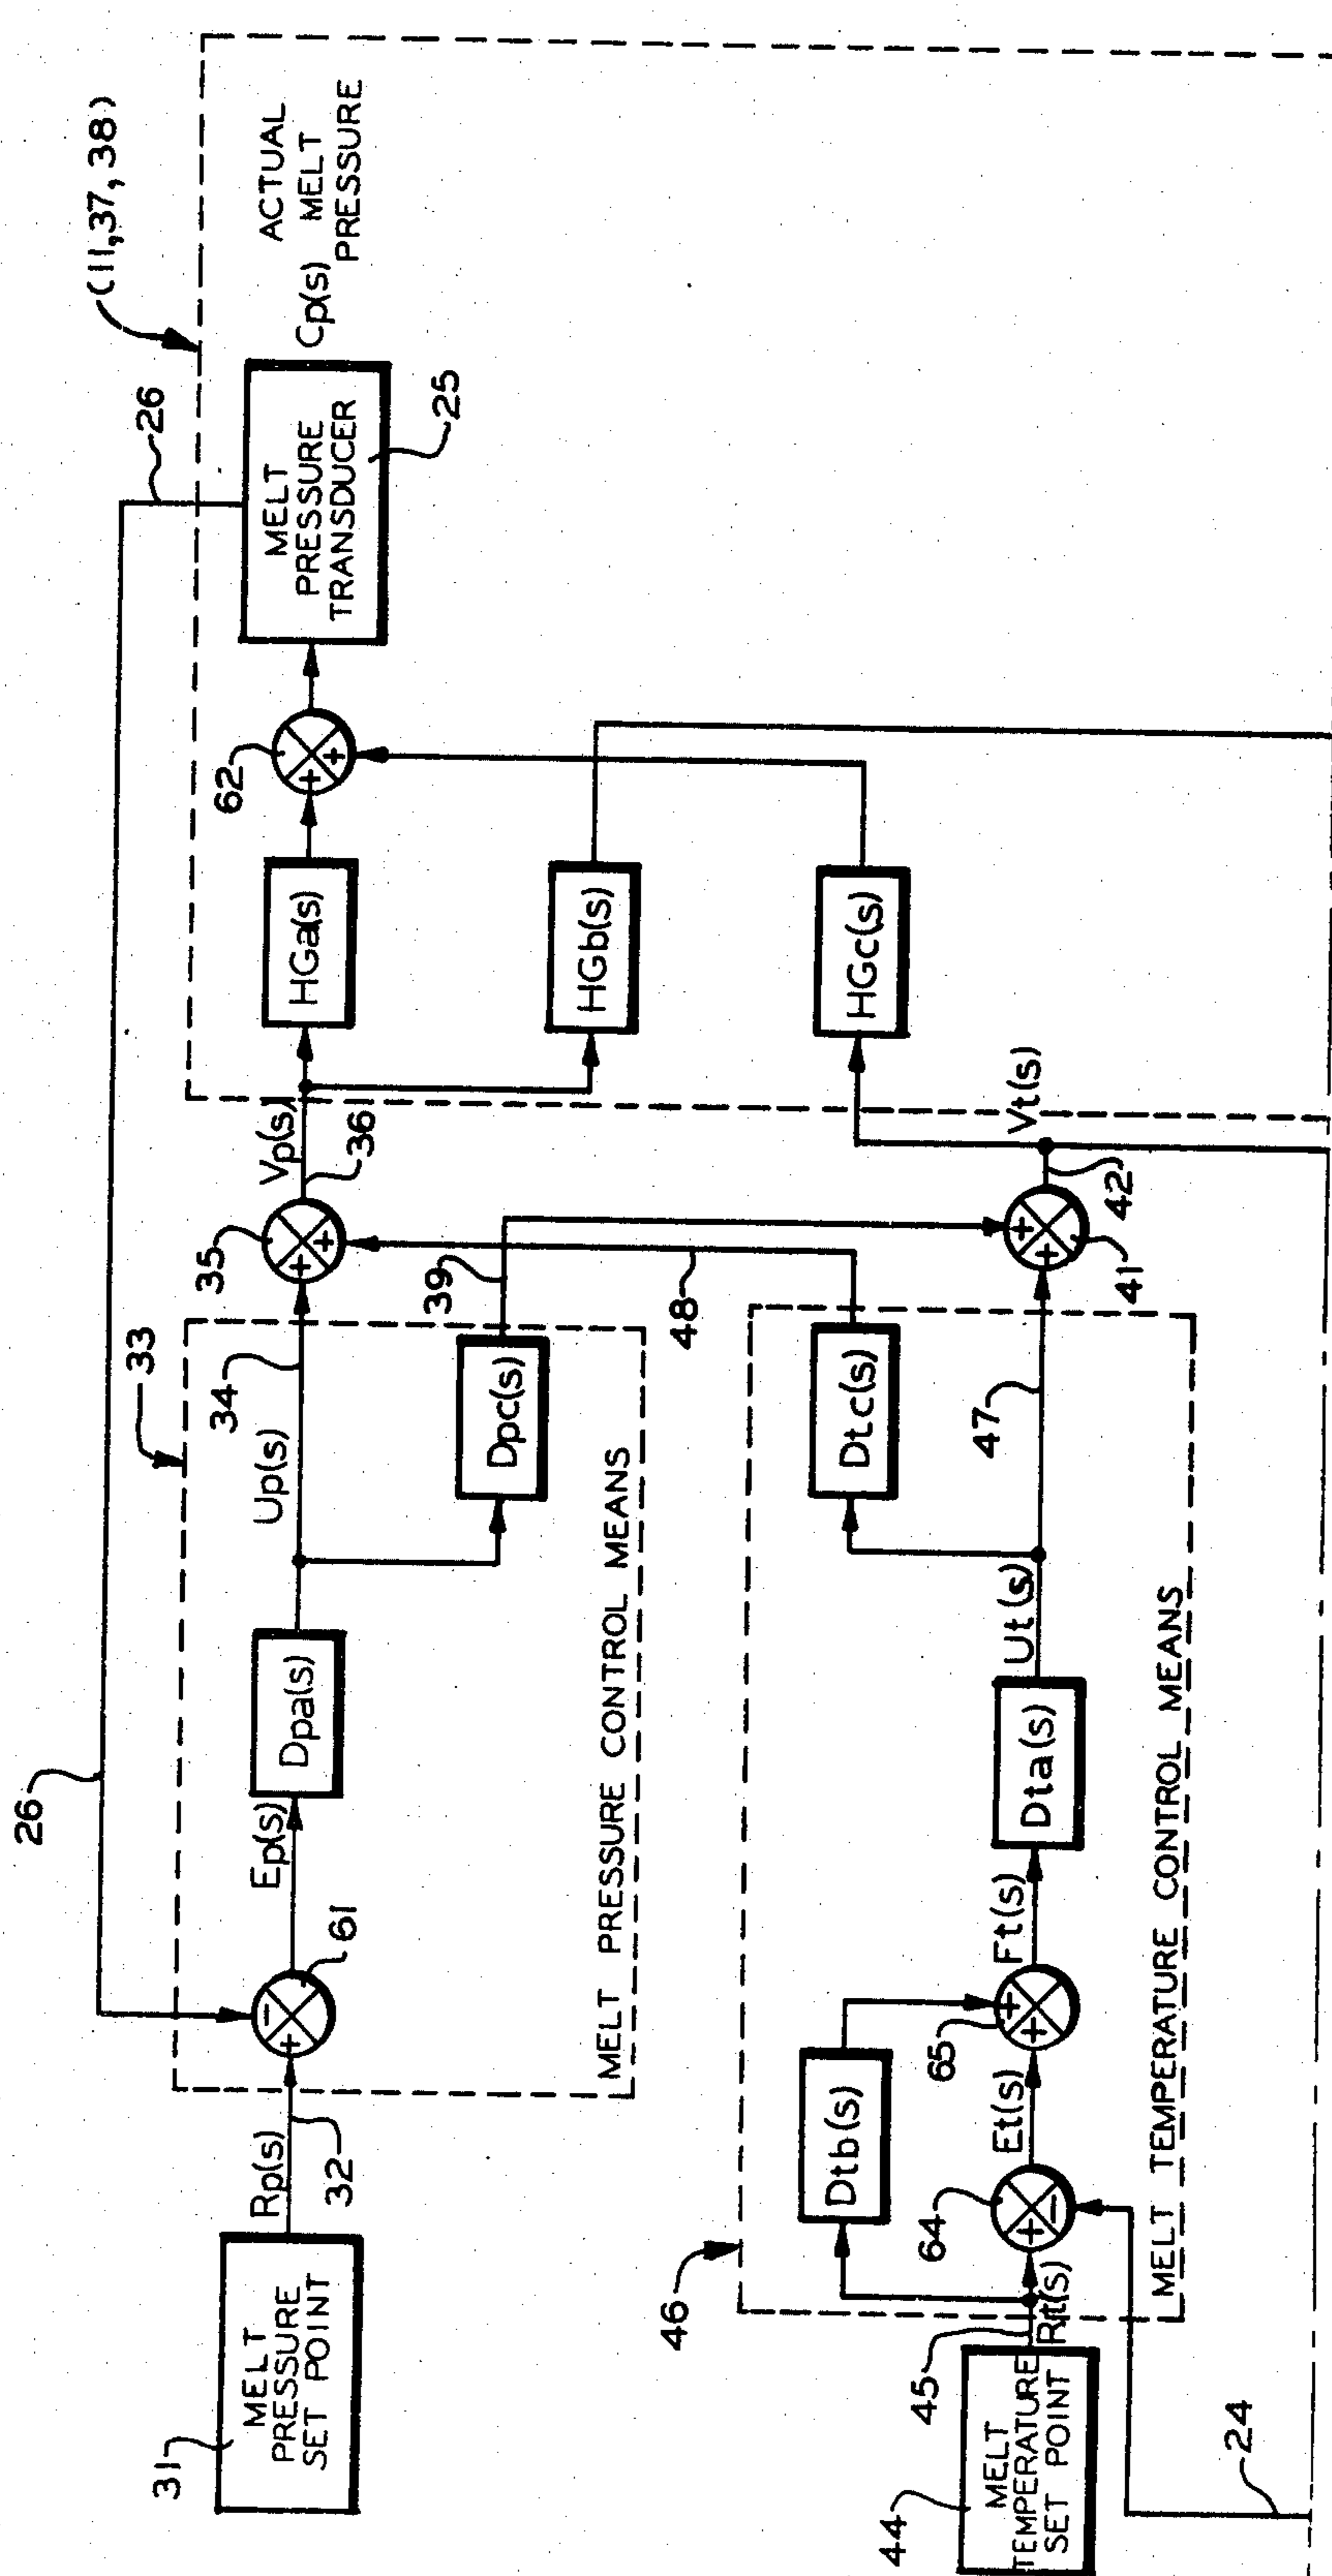 (11,37,38)
26
26
31
MELT
PRESSURE
SET POINT
Rp(s)
32
61
Ep(s)
Dpa(s)
Up(s)
34
33
Dpc(s)
MELT PRESSURE CONTROL MEANS
35
Vp(s)
36
39
48
HGa(s)
HGb(s)
HGc(s)
62
MELT
PRESSURE
TRANSDUCER
25
Cp(s)
ACTUAL
MELT
PRESSURE
44
MELT
TEMPERATURE
SET POINT
45
Rt(s)
46
Dtb(s)
64
Et(s)
65
Ft(s)
Dta(s)
Ut(s)
Dtc(s)
47
MELT TEMPERATURE CONTROL MEANS
41
42
Vt(s)
24